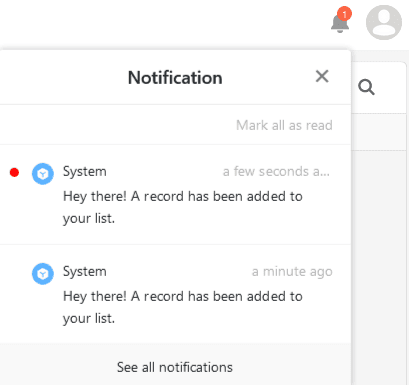 1
Notification
Mark all as read
System a few seconds a...
Hey there! A record has been added to
your list.
System a minute ago
Hey there! A record has been added to
your list.
See all notifications